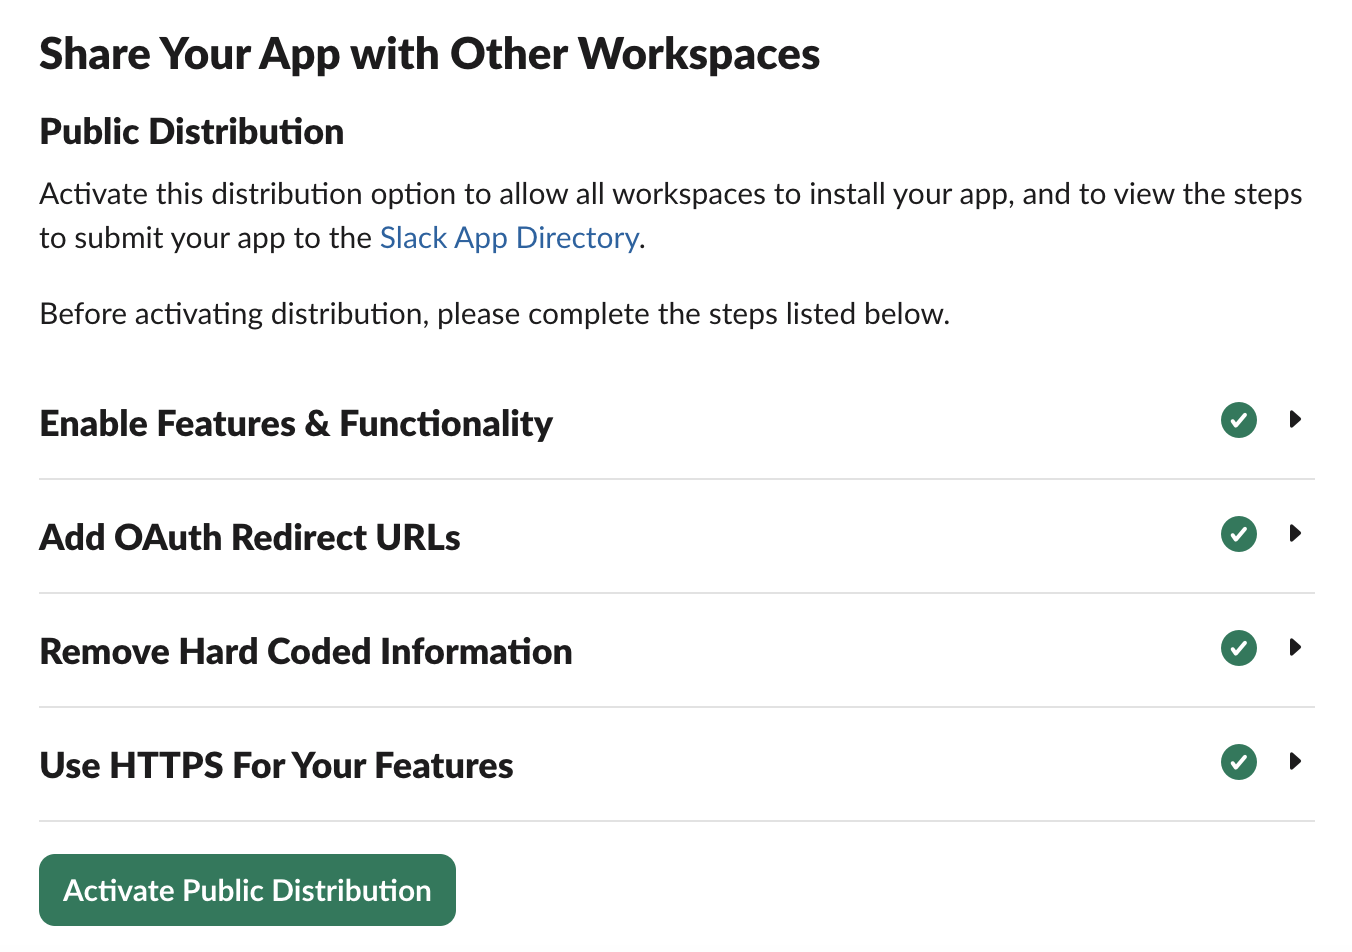 Share Your App with Other Workspaces
Public Distribution
Activate this distribution option to allow all workspaces to install your app, and to view the steps
to submit your app to the Slack App Directory.
Before activating distribution, please complete the steps listed below.
Enable Features & Functionality
Add OAuth Redirect URLs
Remove Hard Coded Information
Use HTTPS For Your Features
Activate Public Distribution